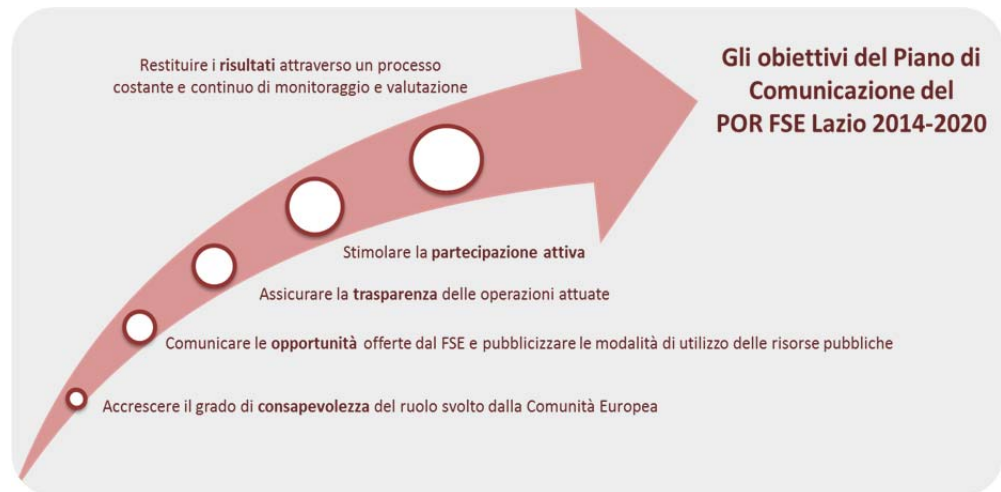 Restituire i risultati attraverso un processo
costante e continuo di monitoraggio e valutazione
Gli obiettivi del Piano di
Comunicazione del
POR FSE Lazio 2014-2020
Stimolare la partecipazione attiva
Assicurare la trasparenza delle operazioni attuate
Comunicare le opportunità offerte dal FSE e pubblicizzare le modalità di utilizzo delle risorse pubbliche
Accrescere il grado di consapevolezza del ruolo svolto dalla Comunità Europea